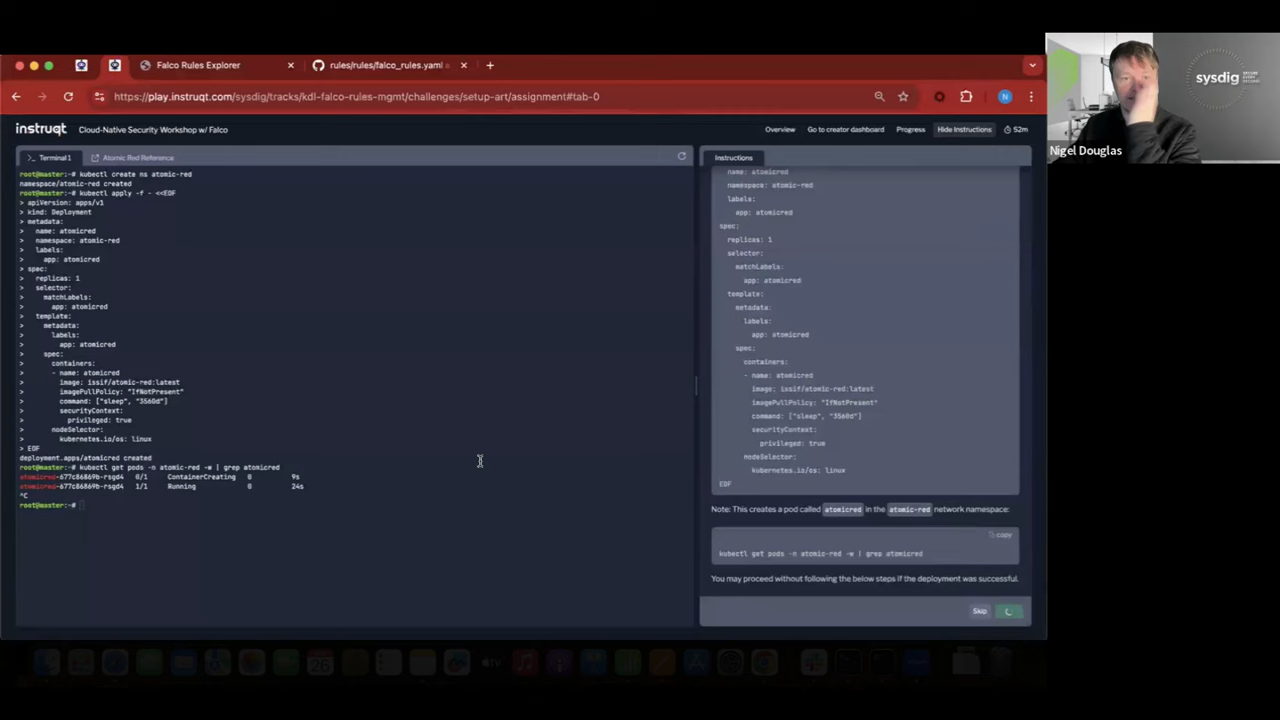 Falco Rules Explorer
rules/rules/falco_rules.yaml
https://play.instruqt.com/sysdig/tracks/kdl-falco-rules-mgmt/challenges/setup-art/assignment#tab-0
N
instruqt
Cloud-Native Security Workshop w/ Falco
Overview
Go to creator dashboard
Progress
Hide Instructions
52m
>_ Terminal 1
Atomic Red Reference
root@master:~# kubectl create ns atomic-red
namespace/atomic-red created
root@master:~# kubectl apply -f - <<EOF
> apiVersion: apps/v1
> kind: Deployment
> metadata:
>   name: atomicred
>   namespace: atomic-red
>   labels:
>     app: atomicred
> spec:
>   replicas: 1
>   selector:
>     matchLabels:
>       app: atomicred
>   template:
>     metadata:
>       labels:
>         app: atomicred
>     spec:
>       containers:
>       - name: atomicred
>         image: issif/atomic-red:latest
>         imagePullPolicy: "IfNotPresent"
>         command: ["sleep", "3560d"]
>         securityContext:
>           privileged: true
>       nodeSelector:
>         kubernetes.io/os: linux
> EOF
deployment.apps/atomicred created
root@master:~# kubectl get pods -n atomic-red -w | grep atomicred
atomicred-677c86869b-rsgd4   0/1     ContainerCreating   0          9s
atomicred-677c86869b-rsgd4   1/1     Running             0          24s
^C
root@master:~#
Instructions
name: atomicred
namespace: atomic-red
labels:
app: atomicred
spec:
replicas: 1
selector:
matchLabels:
app: atomicred
template:
metadata:
labels:
app: atomicred
spec:
containers:
- name: atomicred
image: issif/atomic-red:latest
imagePullPolicy: "IfNotPresent"
command: ["sleep", "3560d"]
securityContext:
privileged: true
nodeSelector:
kubernetes.io/os: linux
EOF
Note: This creates a pod called atomicred in the atomic-red network namespace:
copy
kubectl get pods -n atomic-red -w | grep atomicred
You may proceed without following the below steps if the deployment was successful.
Skip
sysdig
Nigel Douglas
tv
26